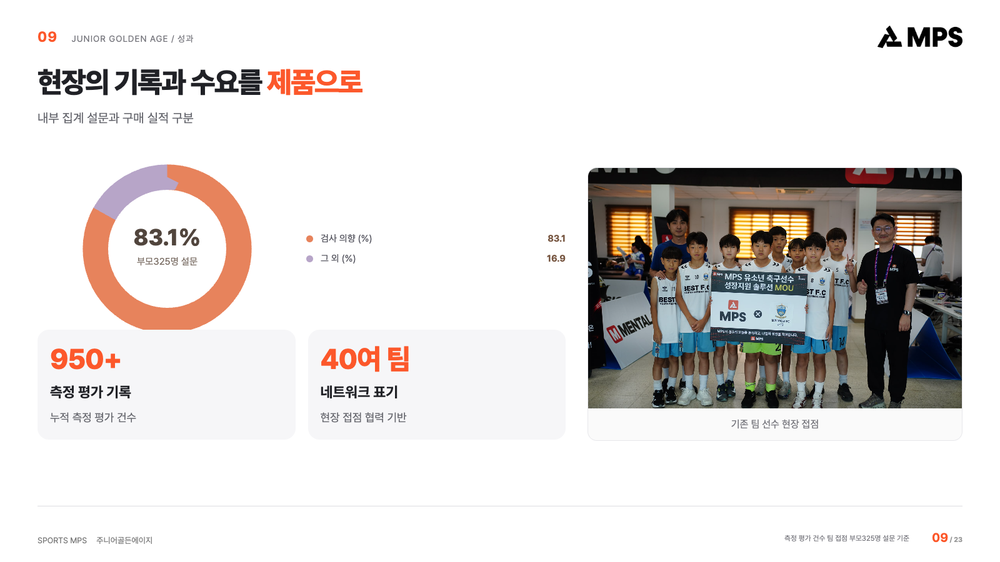 09 JUNIOR GOLDEN AGE / 성과
MPS
현장의 기록과 수요를 제품으로
내부 집계 설문과 구매 실적 구분
83.1%
부모325명 설문
검사 의향 (%) 83.1
그 외 (%) 16.9
950+
측정 평가 기록
누적 측정 평가 건수
40여 팀
네트워크 표기
현장 접점 협력 기반
MPS 유소년 축구선수
성장지원 솔루션 MOU
MPS
BEST F.C
BEST
MENTAL
MPS
MPS
기존 팀 선수 현장 접점
SPORTS MPS 주니어골든에이지
측정 평가 건수 팀 접점 부모325명 설문 기준
09 / 23